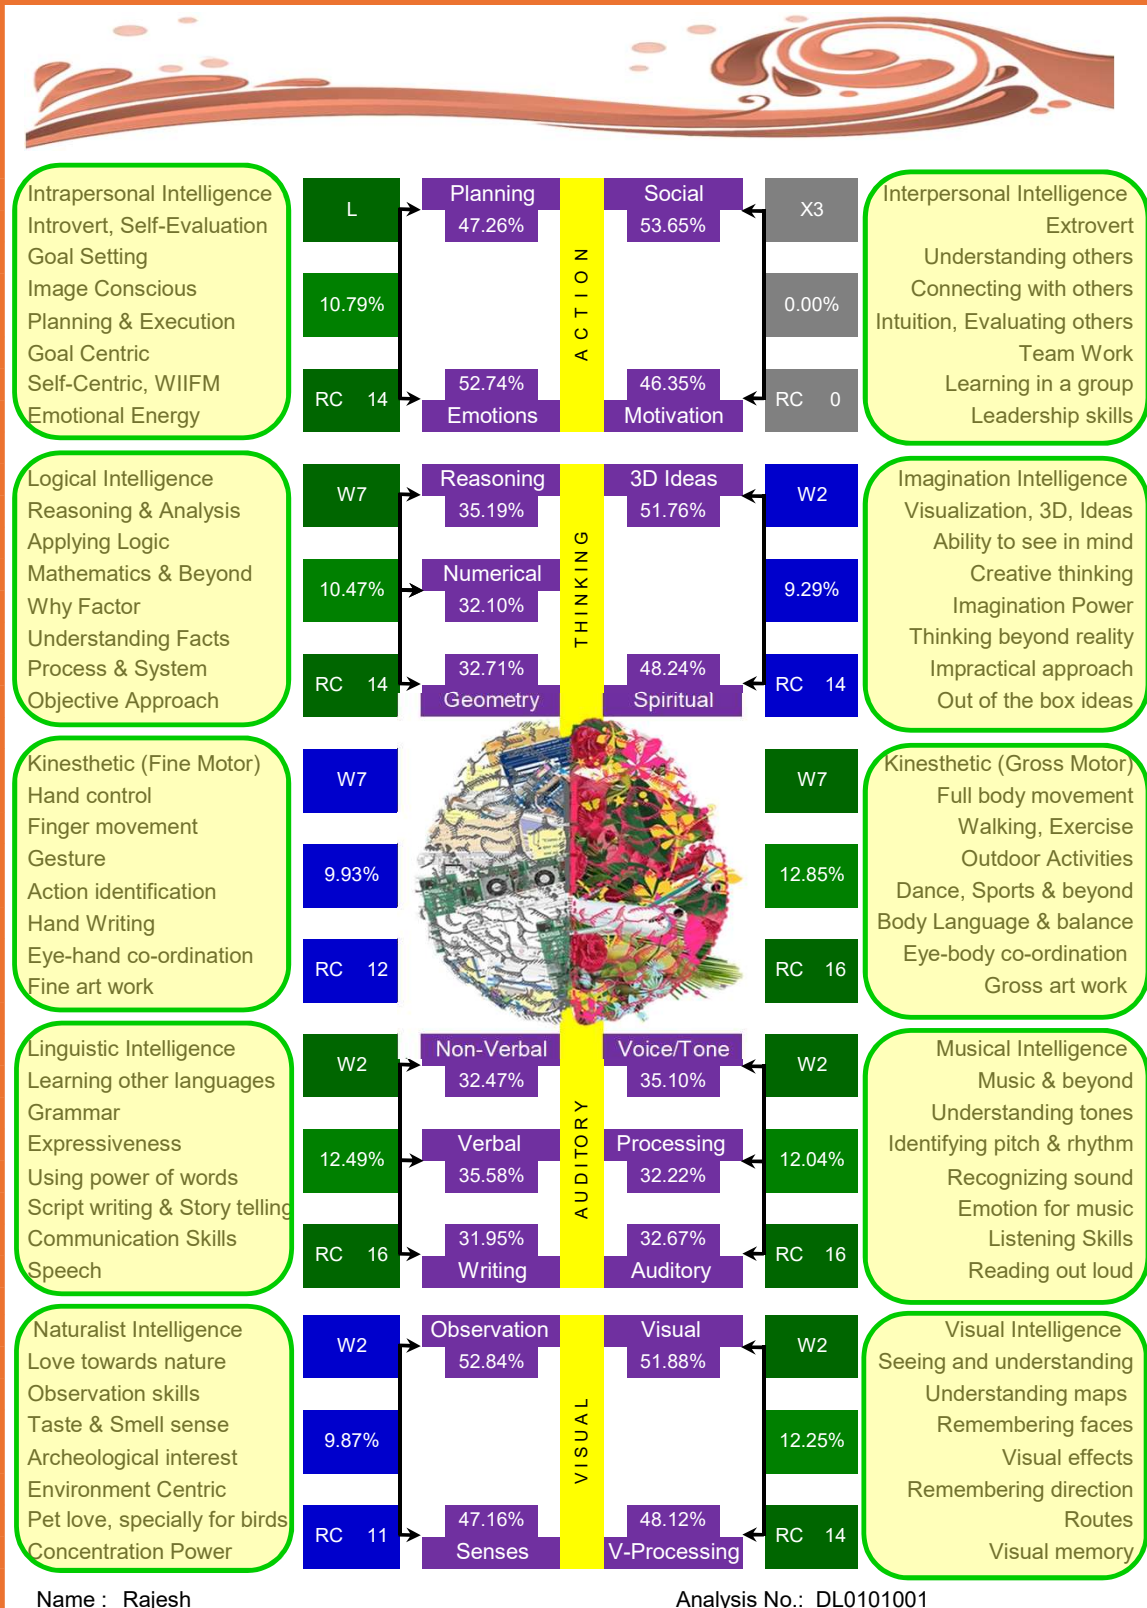 Intrapersonal Intelligence
Introvert, Self-Evaluation
Goal Setting
Image Conscious
Planning & Execution
Goal Centric
Self-Centric, WIIFM
Emotional Energy
L
10.79%
RC 14
Planning
47.26%
52.74%
Emotions
ACTION
Social
53.65%
46.35%
Motivation
X3
0.00%
RC 0
Interpersonal Intelligence
Extrovert
Understanding others
Connecting with others
Intuition, Evaluating others
Team Work
Learning in a group
Leadership skills
Logical Intelligence
Reasoning & Analysis
Applying Logic
Mathematics & Beyond
Why Factor
Understanding Facts
Process & System
Objective Approach
W7
10.47%
RC 14
Reasoning
35.19%
Numerical
32.10%
32.71%
Geometry
THINKING
3D Ideas
51.76%
48.24%
Spiritual
W2
9.29%
RC 14
Imagination Intelligence
Visualization, 3D, Ideas
Ability to see in mind
Creative thinking
Imagination Power
Thinking beyond reality
Impractical approach
Out of the box ideas
Kinesthetic (Fine Motor)
Hand control
Finger movement
Gesture
Action identification
Hand Writing
Eye-hand co-ordination
Fine art work
W7
9.93%
RC 12
W7
12.85%
RC 16
Kinesthetic (Gross Motor)
Full body movement
Walking, Exercise
Outdoor Activities
Dance, Sports & beyond
Body Language & balance
Eye-body co-ordination
Gross art work
Linguistic Intelligence
Learning other languages
Grammar
Expressiveness
Using power of words
Script writing & Story telling
Communication Skills
Speech
W2
12.49%
RC 16
Non-Verbal
32.47%
Verbal
35.58%
31.95%
Writing
AUDITORY
Voice/Tone
35.10%
Processing
32.22%
32.67%
Auditory
W2
12.04%
RC 16
Musical Intelligence
Music & beyond
Understanding tones
Identifying pitch & rhythm
Recognizing sound
Emotion for music
Listening Skills
Reading out loud
Naturalist Intelligence
Love towards nature
Observation skills
Taste & Smell sense
Archeological interest
Environment Centric
Pet love, specially for birds
Concentration Power
W2
9.87%
RC 11
Observation
52.84%
47.16%
Senses
VISUAL
Visual
51.88%
48.12%
V-Processing
W2
12.25%
RC 14
Visual Intelligence
Seeing and understanding
Understanding maps
Remembering faces
Visual effects
Remembering direction
Routes
Visual memory
Name : Rajesh
Analysis No.: DL0101001